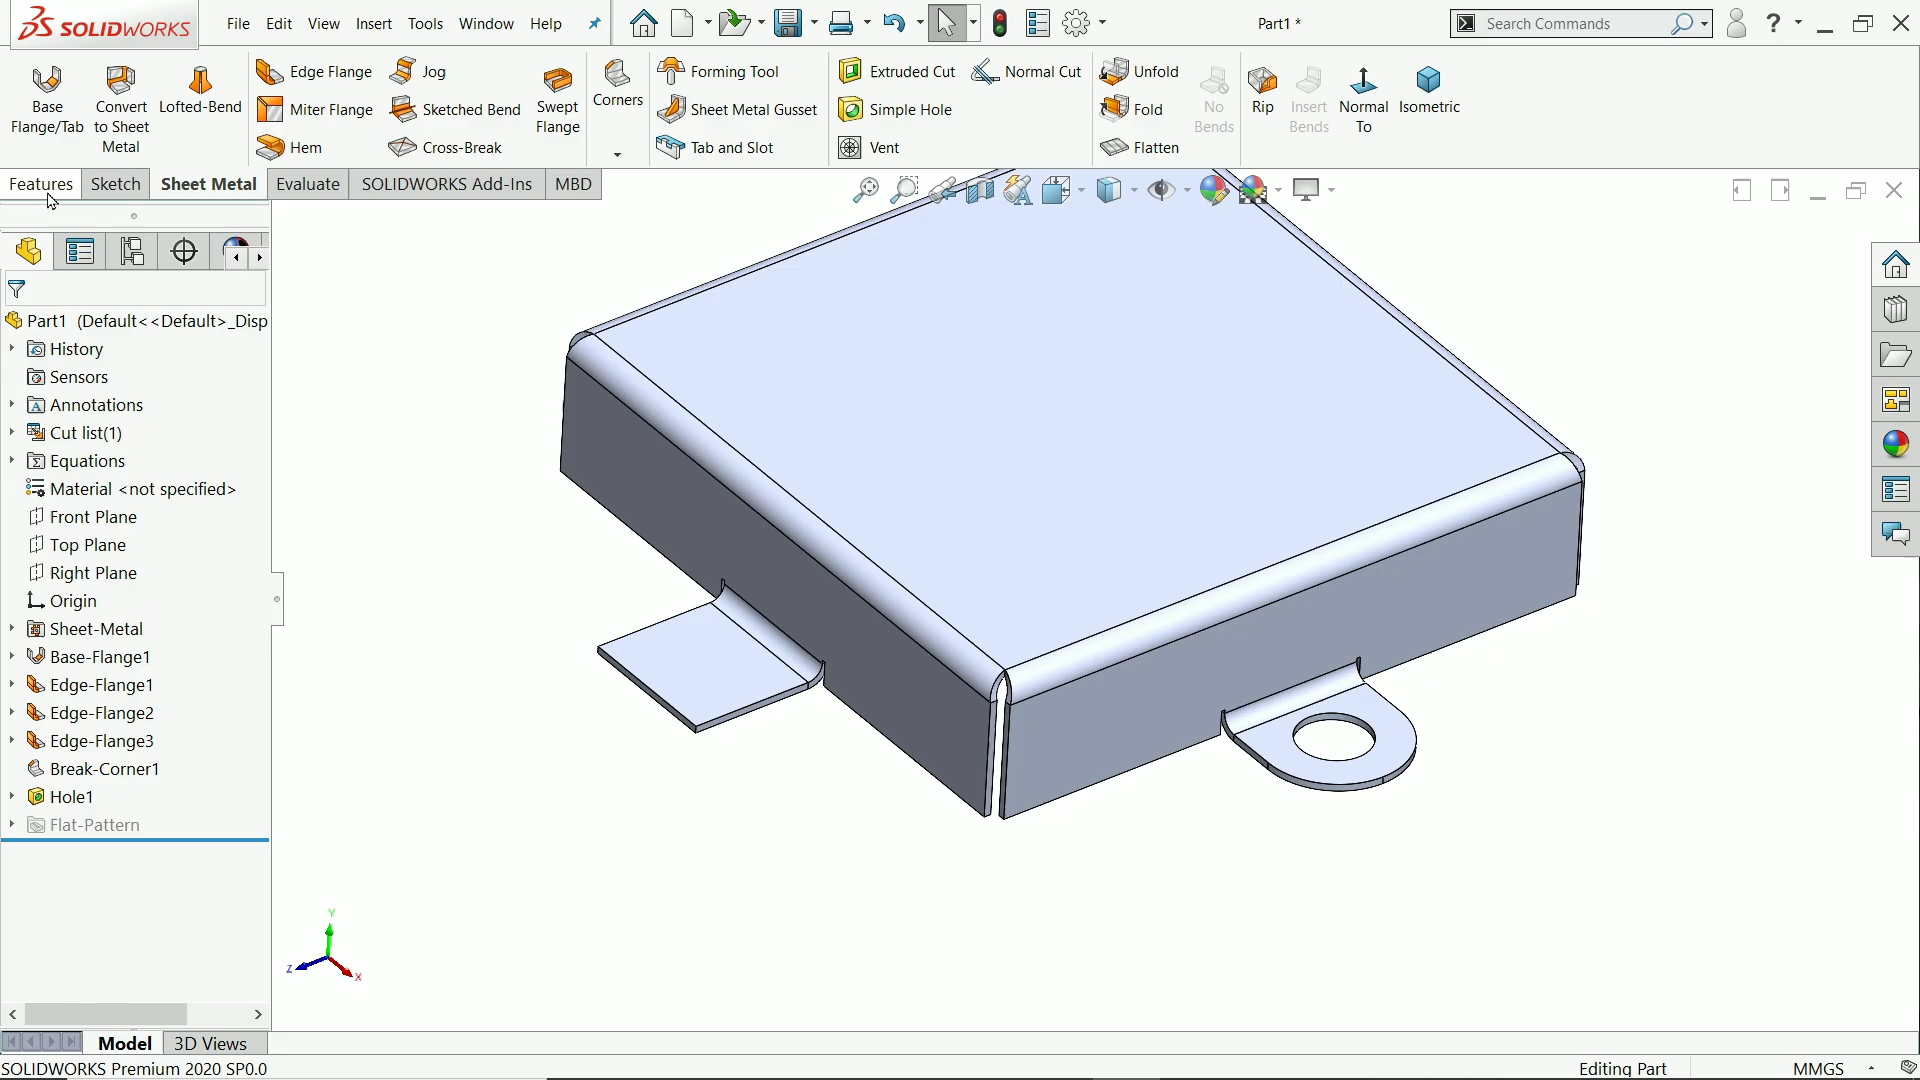 SOLIDWORKS File Edit View Insert Tools Window Help Part1 * Search Commands ?
Base Flange/Tab
Convert to Sheet Metal
Lofted-Bend
Edge Flange
Miter Flange
Hem
Jog
Sketched Bend
Cross-Break
Swept Flange
Corners
Forming Tool
Sheet Metal Gusset
Tab and Slot
Extruded Cut
Simple Hole
Vent
Normal Cut
Unfold
Fold
Flatten
No Bends
Rip
Insert Bends
Normal To
Isometric
Features Sketch Sheet Metal Evaluate SOLIDWORKS Add-Ins MBD
Part1 (Default<<Default>_Disp
History
Sensors
Annotations
Cut list(1)
Equations
Material <not specified>
Front Plane
Top Plane
Right Plane
Origin
Sheet-Metal
Base-Flange1
Edge-Flange1
Edge-Flange2
Edge-Flange3
Break-Corner1
Hole1
Flat-Pattern
Y
Z
X
Model 3D Views
SOLIDWORKS Premium 2020 SP0.0 Editing Part MMGS